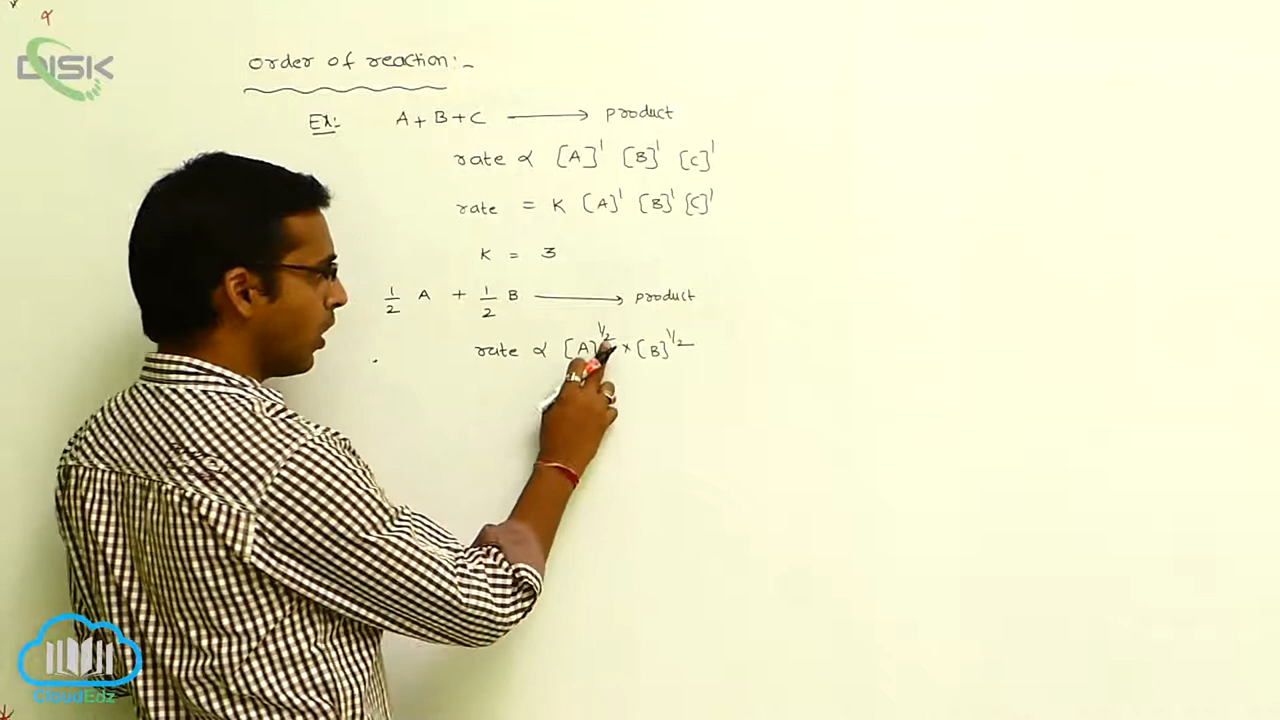 DISK
order of reaction:-
Ex:- A + B + C ⟶ product
rate ∝ [A]¹ [B]¹ [C]¹
rate = K [A]¹ [B]¹ [C]¹
K = 3
1/2 A + 1/2 B ⟶ product
rate ∝ [A]^1/2 × [B]^1/2
CloudEdz